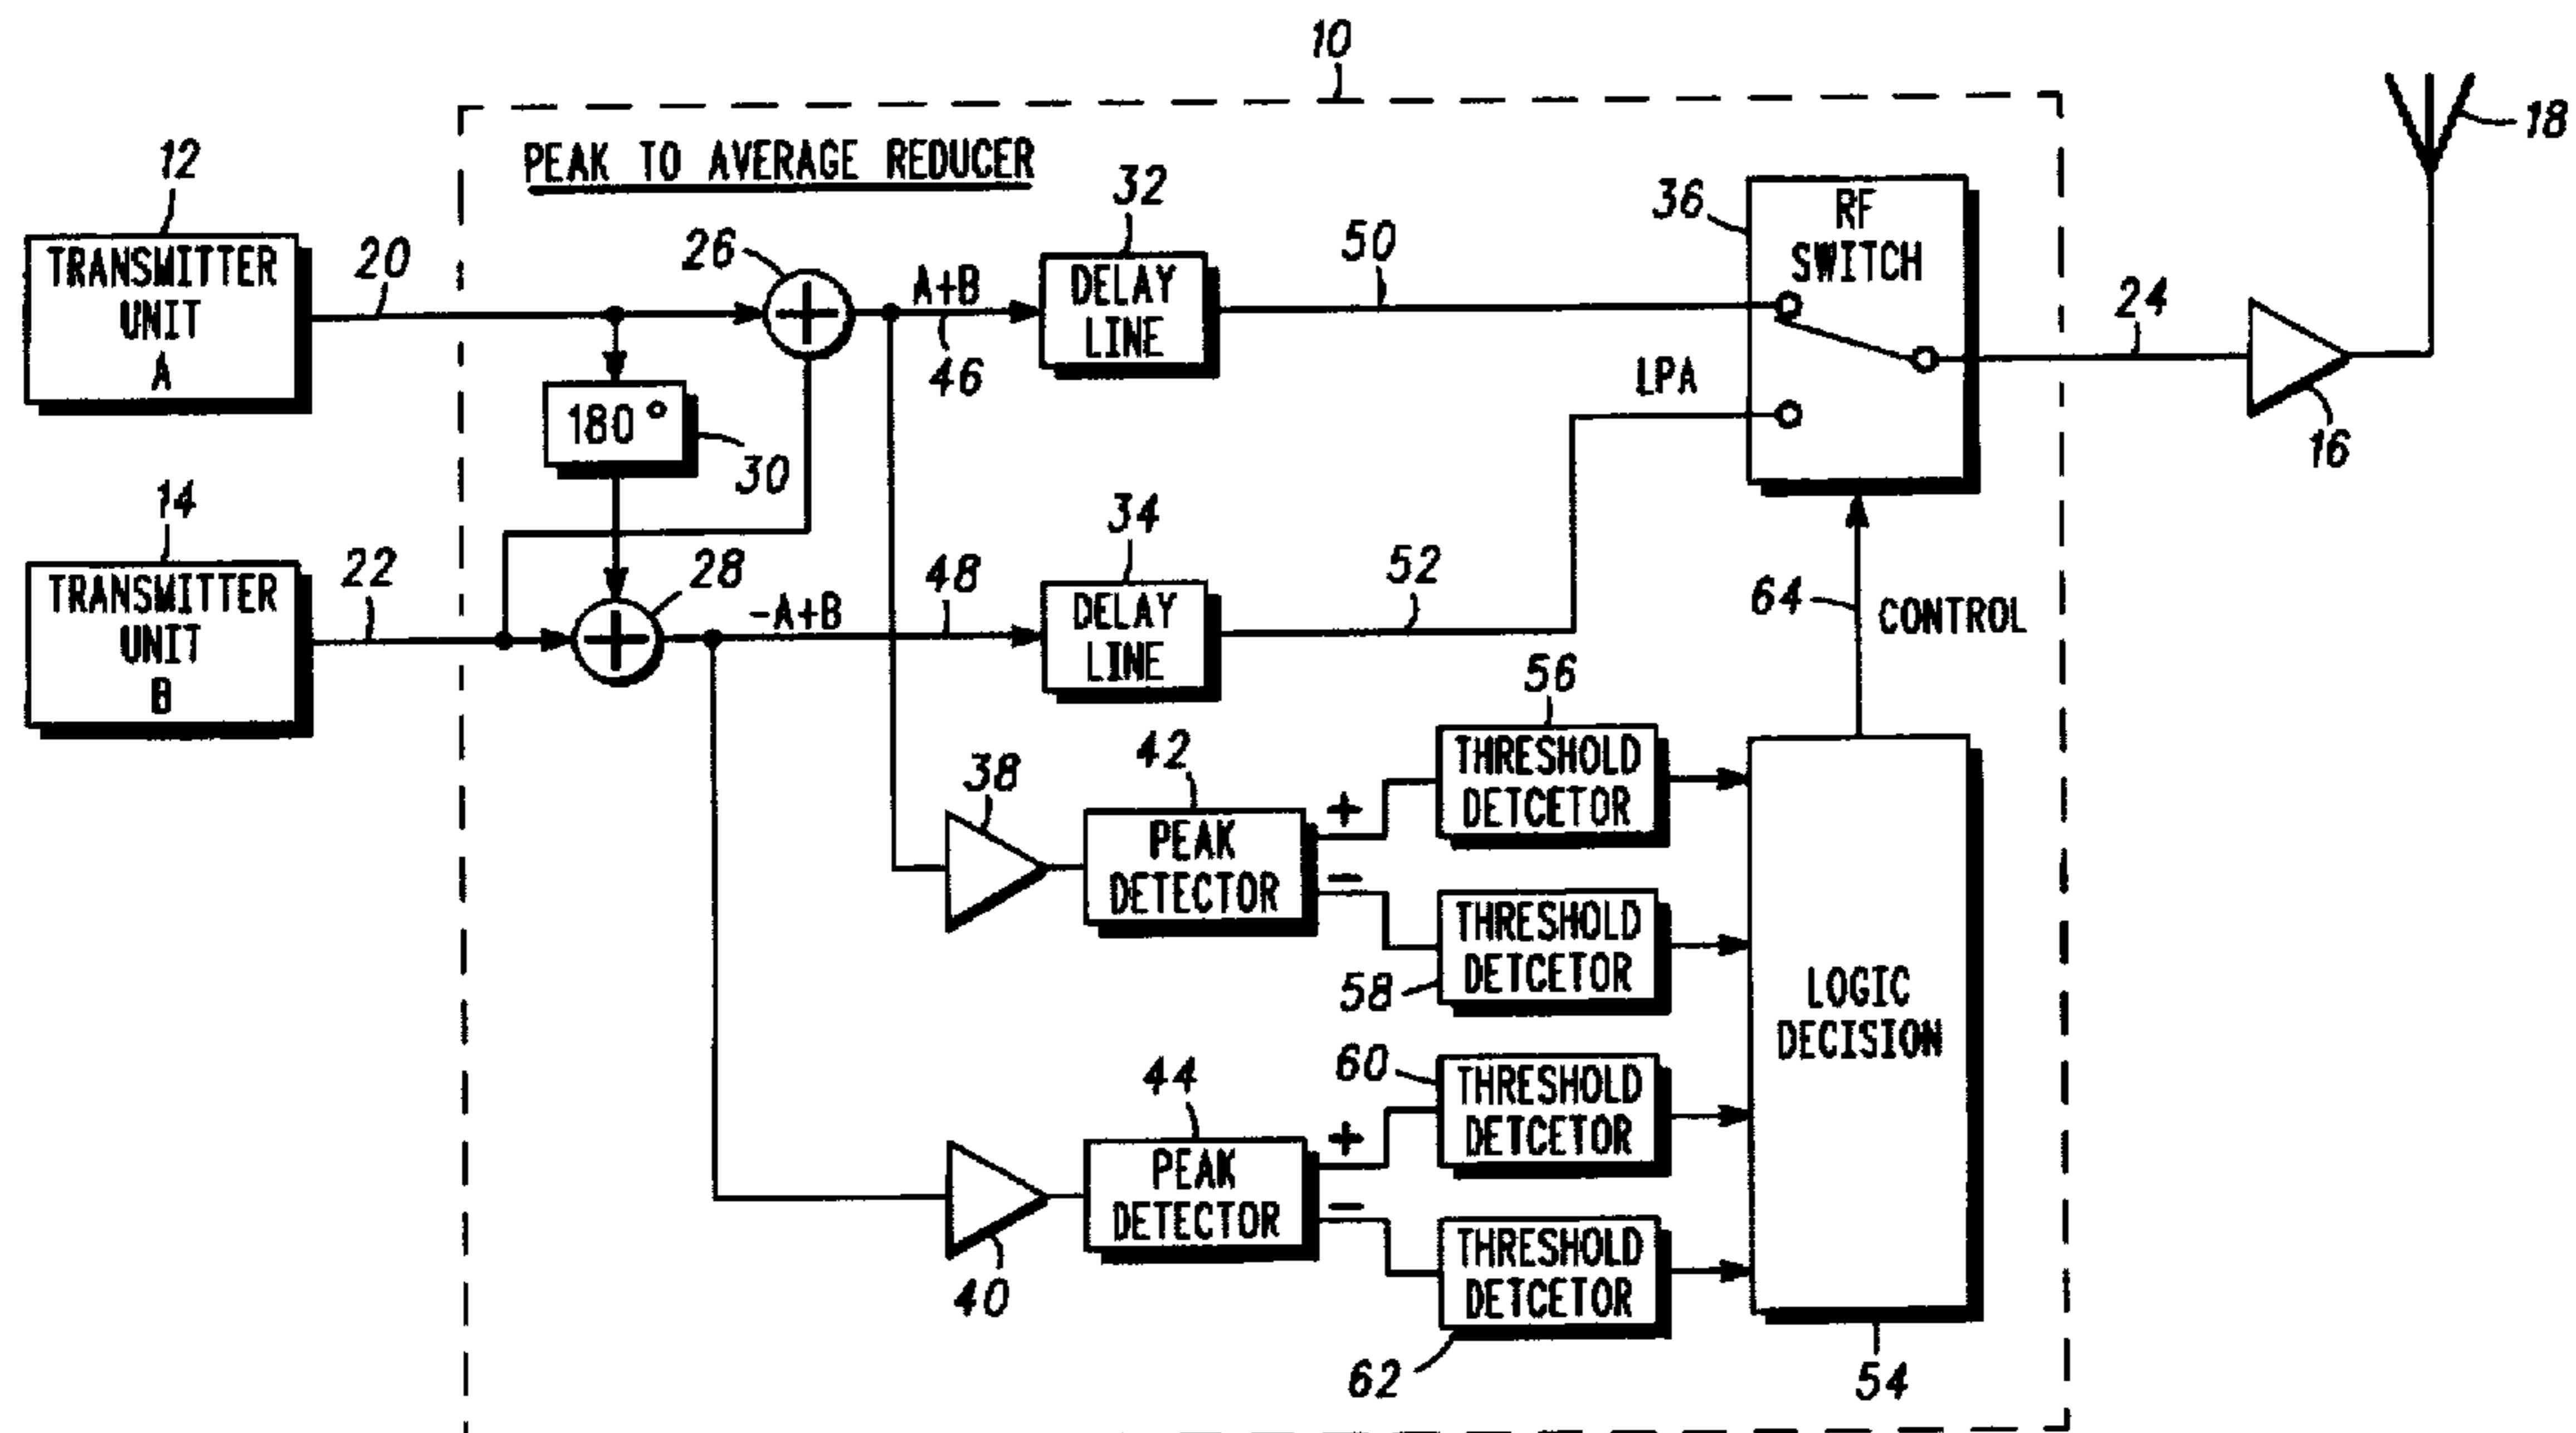 10
18
PEAK TO AVERAGE REDUCER
12
TRANSMITTER
UNIT
A
20
26
A+B
46
32
DELAY
LINE
50
36
RF
SWITCH
LPA
24
16
180°
30
14
TRANSMITTER
UNIT
B
22
28
-A+B
48
34
DELAY
LINE
52
64
CONTROL
38
42
PEAK
DETECTOR
+
-
56
THRESHOLD
DETCETOR
THRESHOLD
DETCETOR
58
40
44
PEAK
DETECTOR
+
-
60
THRESHOLD
DETCETOR
THRESHOLD
DETCETOR
62
LOGIC
DECISION
54